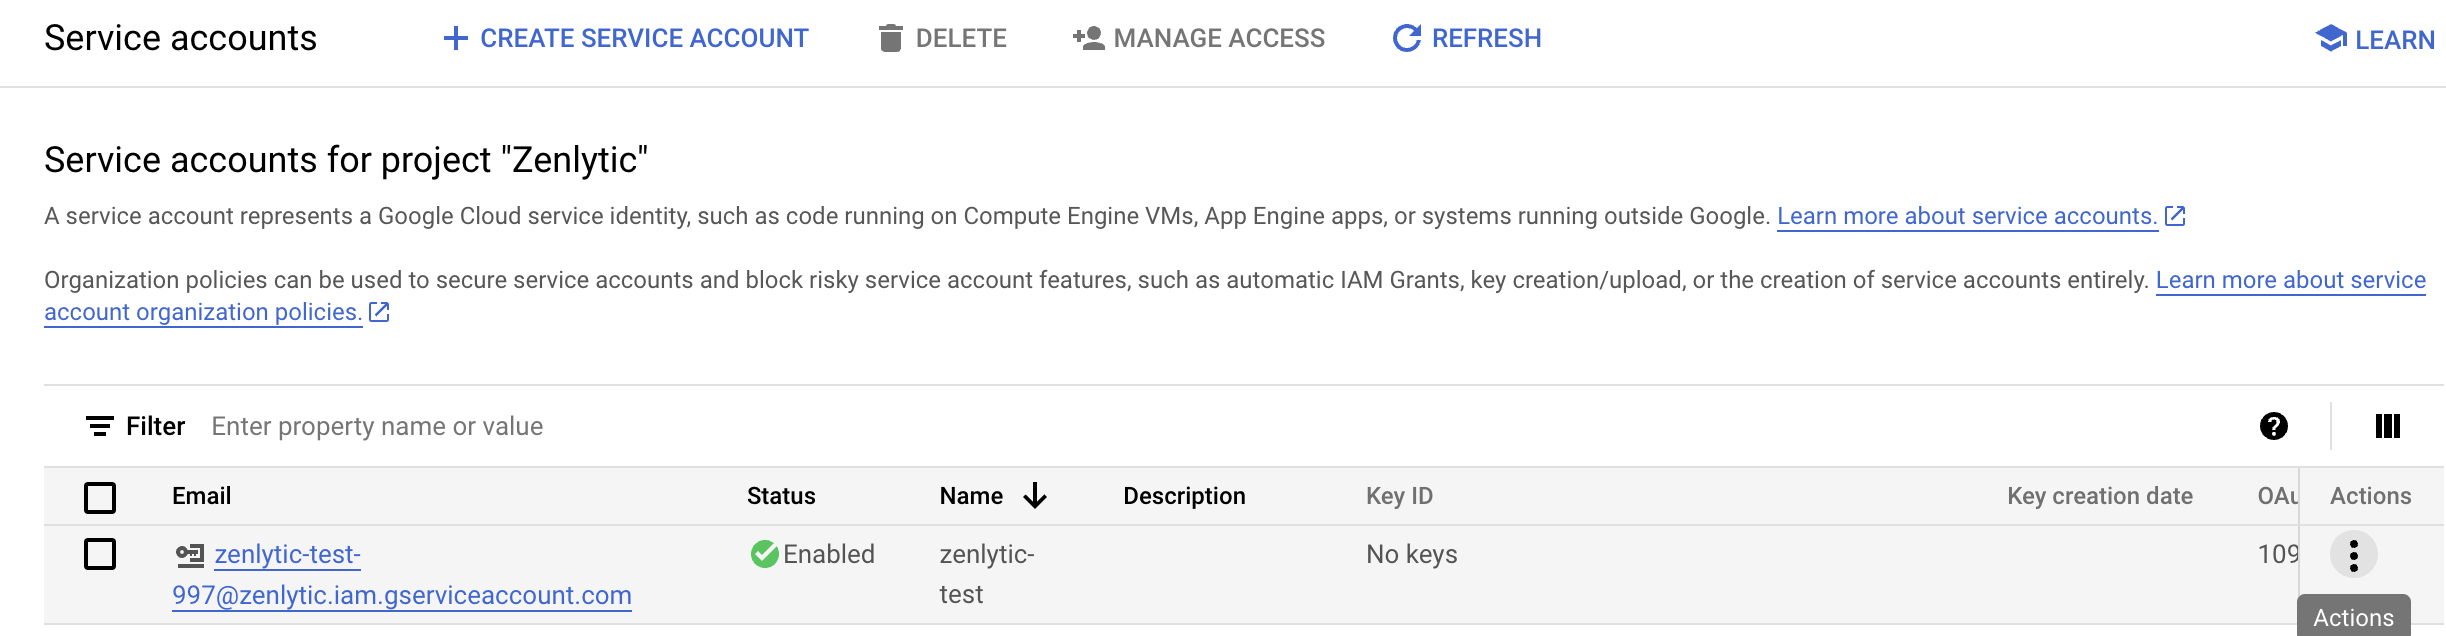 Service accounts
CREATE SERVICE ACCOUNT
DELETE
MANAGE ACCESS
REFRESH
LEARN
Service accounts for project "Zenlytic"
A service account represents a Google Cloud service identity, such as code running on Compute Engine VMs, App Engine apps, or systems running outside Google. Learn more about service accounts.
Organization policies can be used to secure service accounts and block risky service account features, such as automatic IAM Grants, key creation/upload, or the creation of service accounts entirely. Learn more about service
account organization policies.
Filter Enter property name or value
Email Status Name Description Key ID Key creation date OAu Actions
zenlytic-test- Enabled zenlytic- No keys 109
997@zenlytic.iam.gserviceaccount.com test
Actions